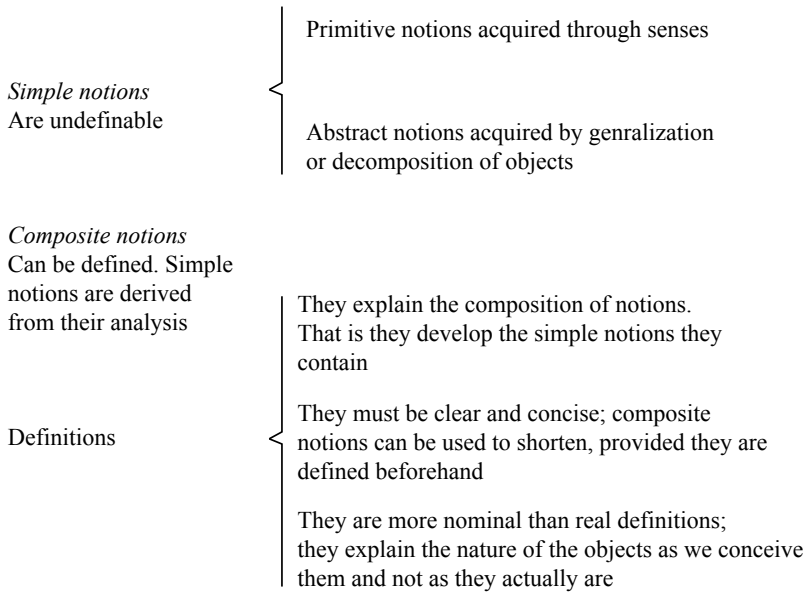 Simple notions
Are undefinable
Primitive notions acquired through senses
Abstract notions acquired by genralization
or decomposition of objects
Composite notions
Can be defined. Simple
notions are derived
from their analysis
Definitions
They explain the composition of notions.
That is they develop the simple notions they
contain
They must be clear and concise; composite
notions can be used to shorten, provided they are
defined beforehand
They are more nominal than real definitions;
they explain the nature of the objects as we conceive
them and not as they actually are